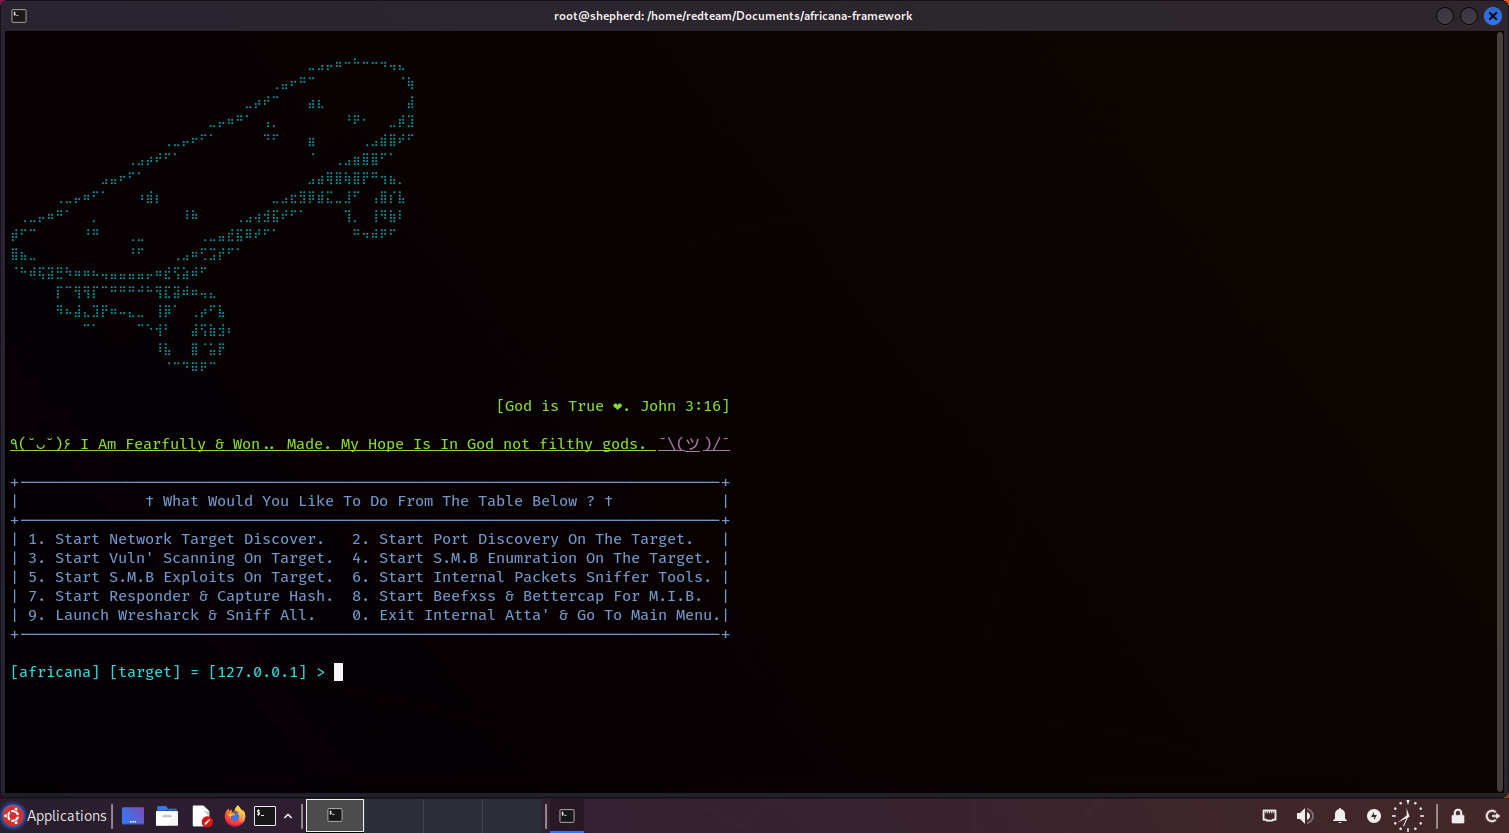 root@shepherd: /home/redteam/Documents/africana-framework
[God is True ❤. John 3:16]
٩(˘◡˘)۶ I Am Fearfully & Won.. Made. My Hope Is In God not filthy gods. ¯\(ツ)/¯
† What Would You Like To Do From The Table Below ? †
1. Start Network Target Discover. 2. Start Port Discovery On The Target.
3. Start Vuln' Scanning On Target. 4. Start S.M.B Enumration On The Target.
5. Start S.M.B Exploits On Target. 6. Start Internal Packets Sniffer Tools.
7. Start Responder & Capture Hash. 8. Start Beefxss & Bettercap For M.I.B.
9. Launch Wresharck & Sniff All. 0. Exit Internal Atta' & Go To Main Menu.
[africana] [target] = [127.0.0.1] >
Applications